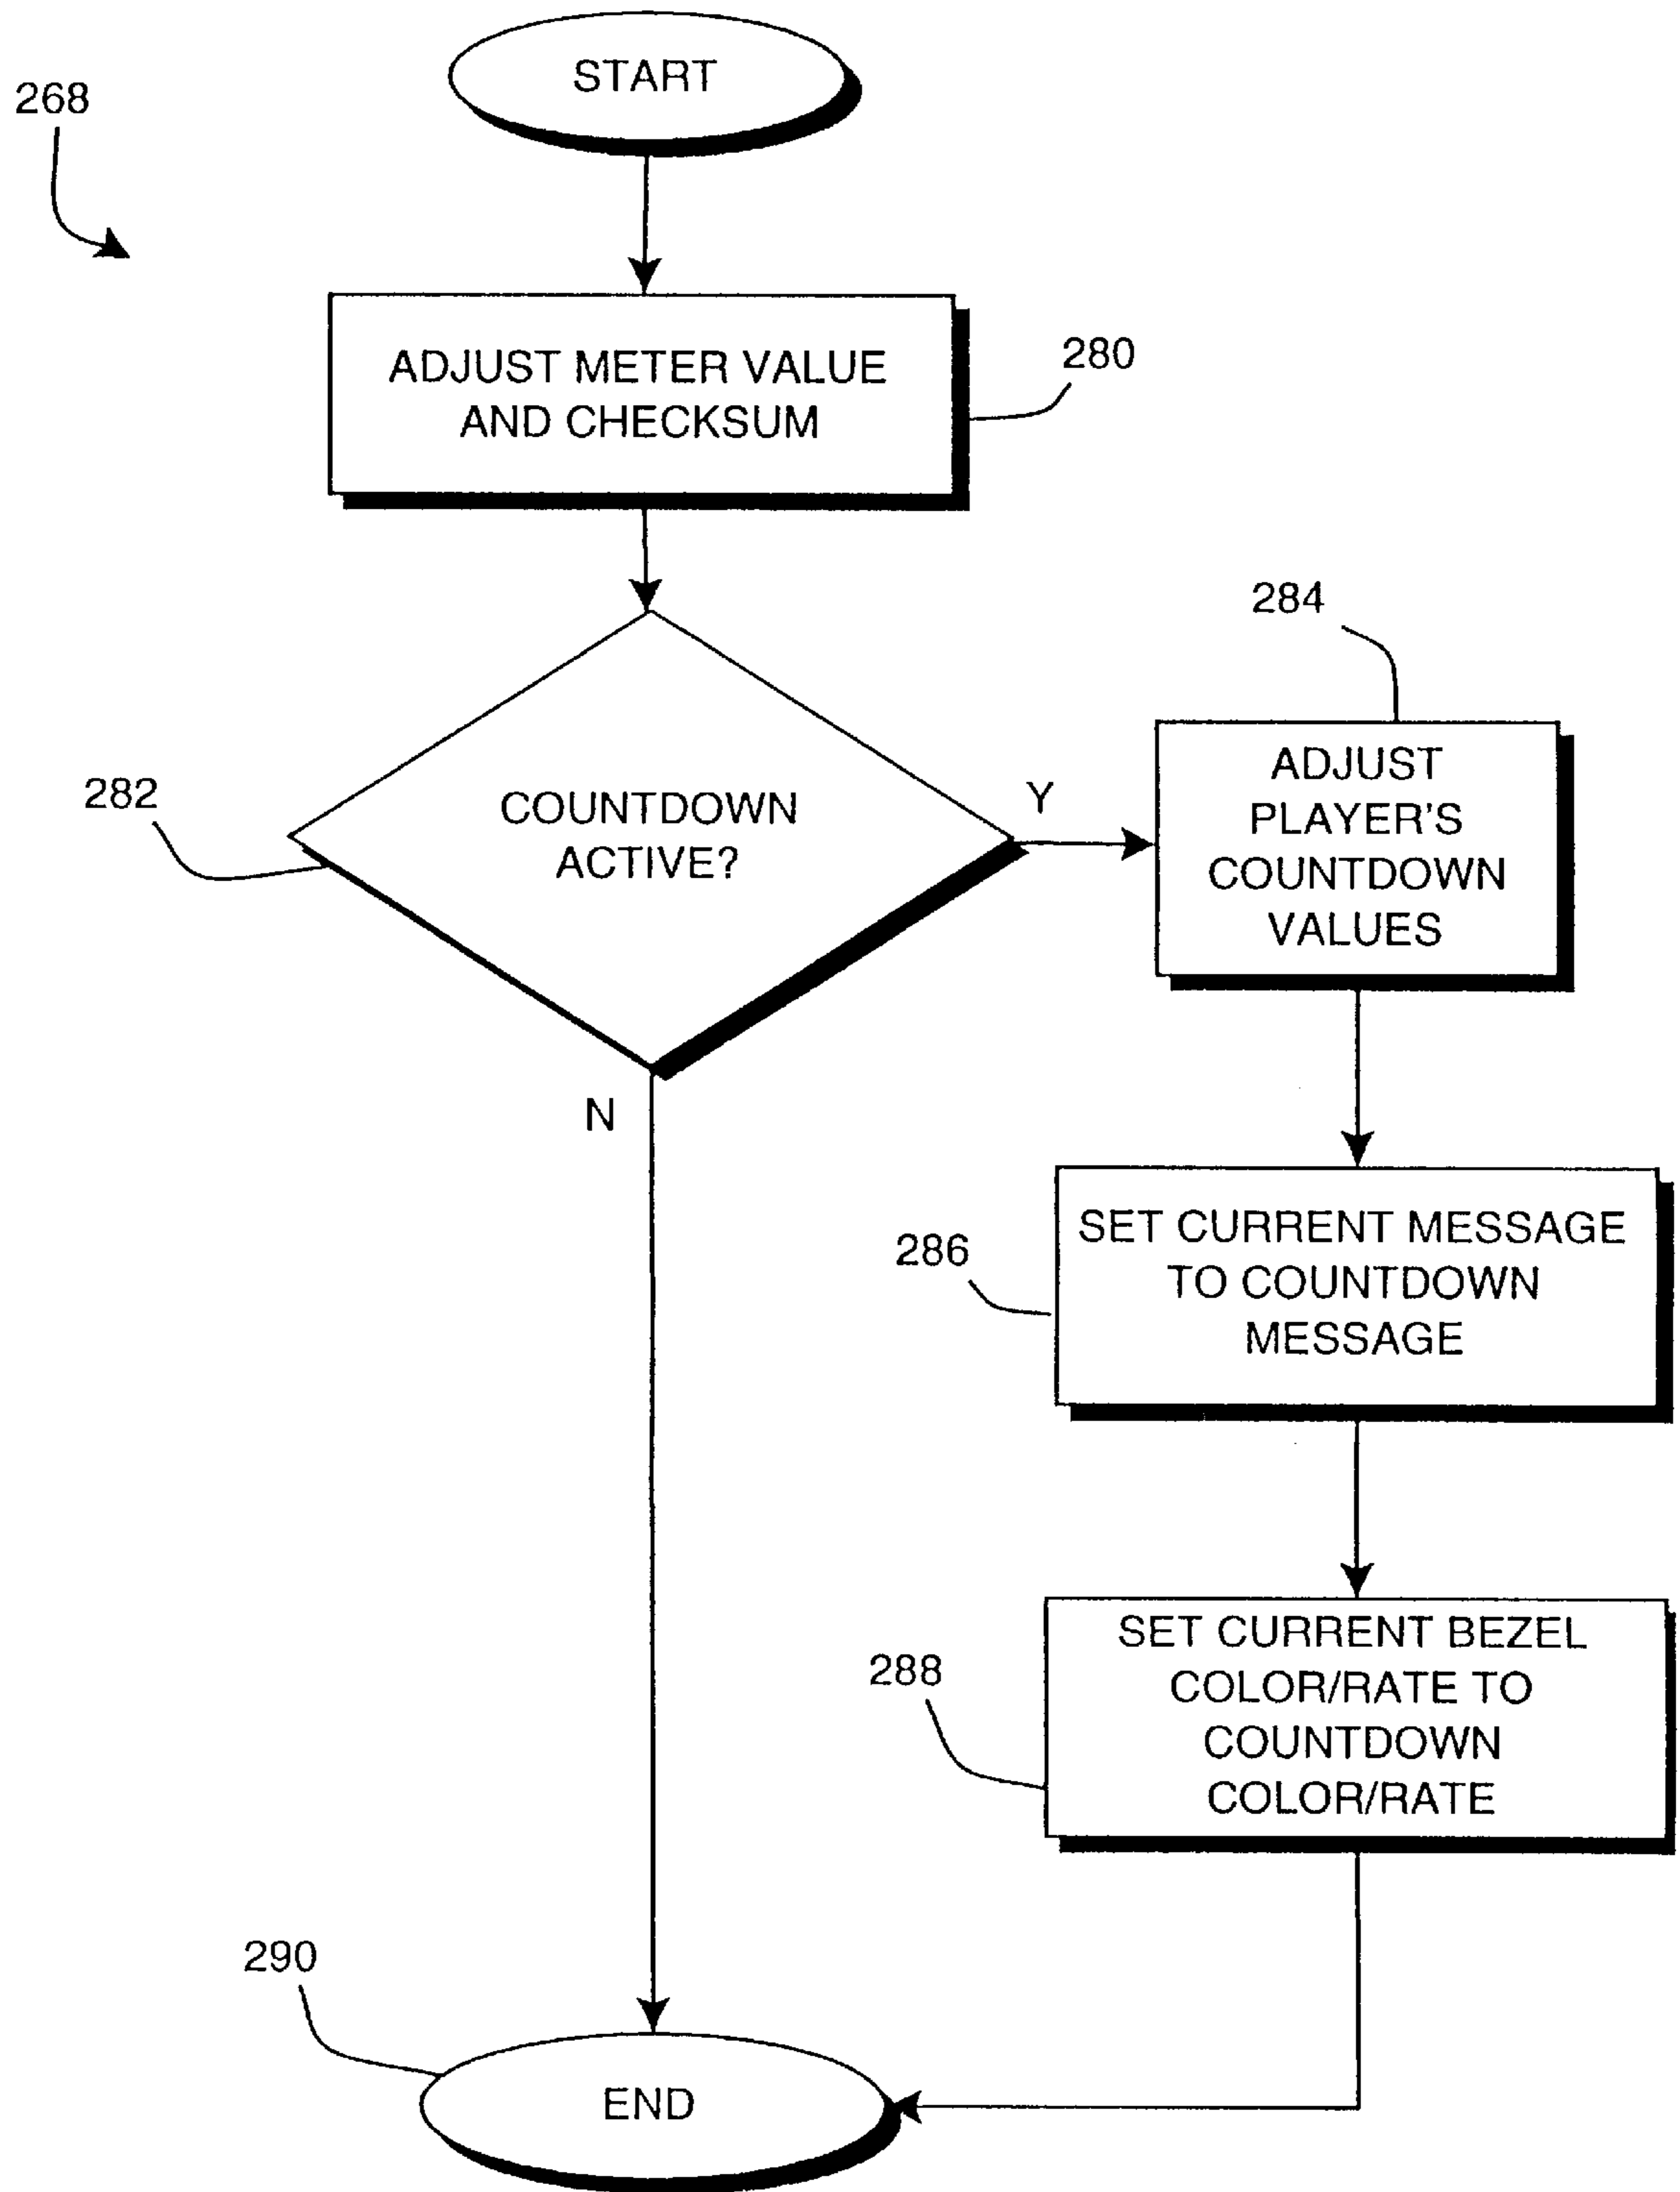 START
268
ADJUST METER VALUE
AND CHECKSUM
280
284
282
COUNTDOWN
ACTIVE?
Y
ADJUST
PLAYER'S
COUNTDOWN
VALUES
N
286
SET CURRENT MESSAGE
TO COUNTDOWN
MESSAGE
288
SET CURRENT BEZEL
COLOR/RATE TO
COUNTDOWN
COLOR/RATE
290
END